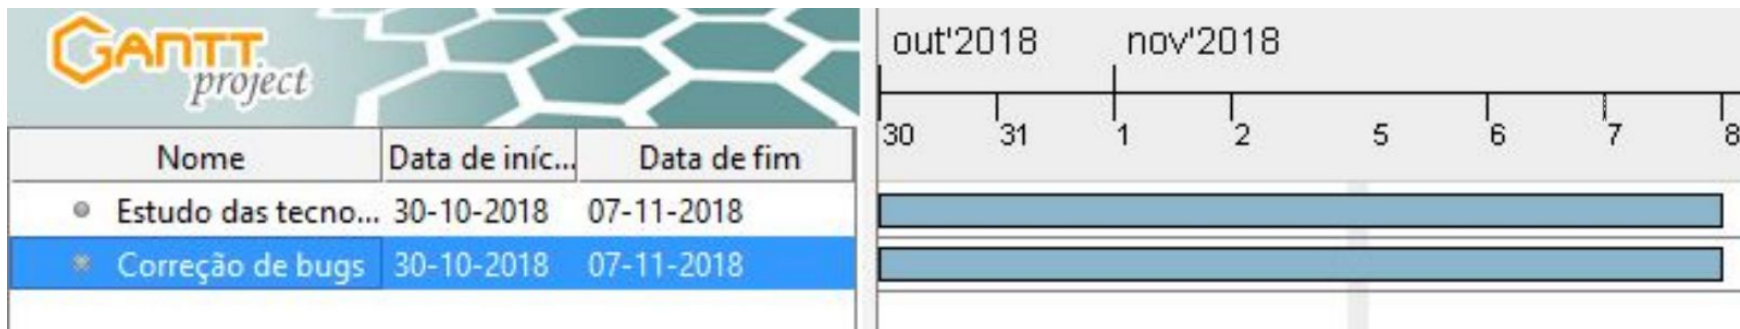 GANTT
project
out'2018 nov'2018
30 31 1 2 5 6 7 8
Nome Data de iníc... Data de fim
Estudo das tecno... 30-10-2018 07-11-2018
Correção de bugs 30-10-2018 07-11-2018